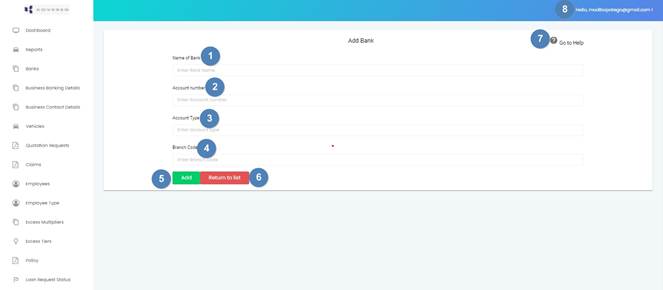 8
Hello, modibapelego@gmail.com !
Dashboard
Reports
Banks
Business Banking Details
Business Contract Details
Vehicles
Quotation Requests
Claims
Employees
Employee Type
Excess Multipliers
Excess Tiers
Policy
Loan Request Status
Add Bank
7
Go to Help
Name of Bank
1
Enter Bank Name
Account number
2
Enter Account Number
Account Type
3
Enter Account Type
Branch Code
4
Enter Branch Code
5
Add
Return to list
6